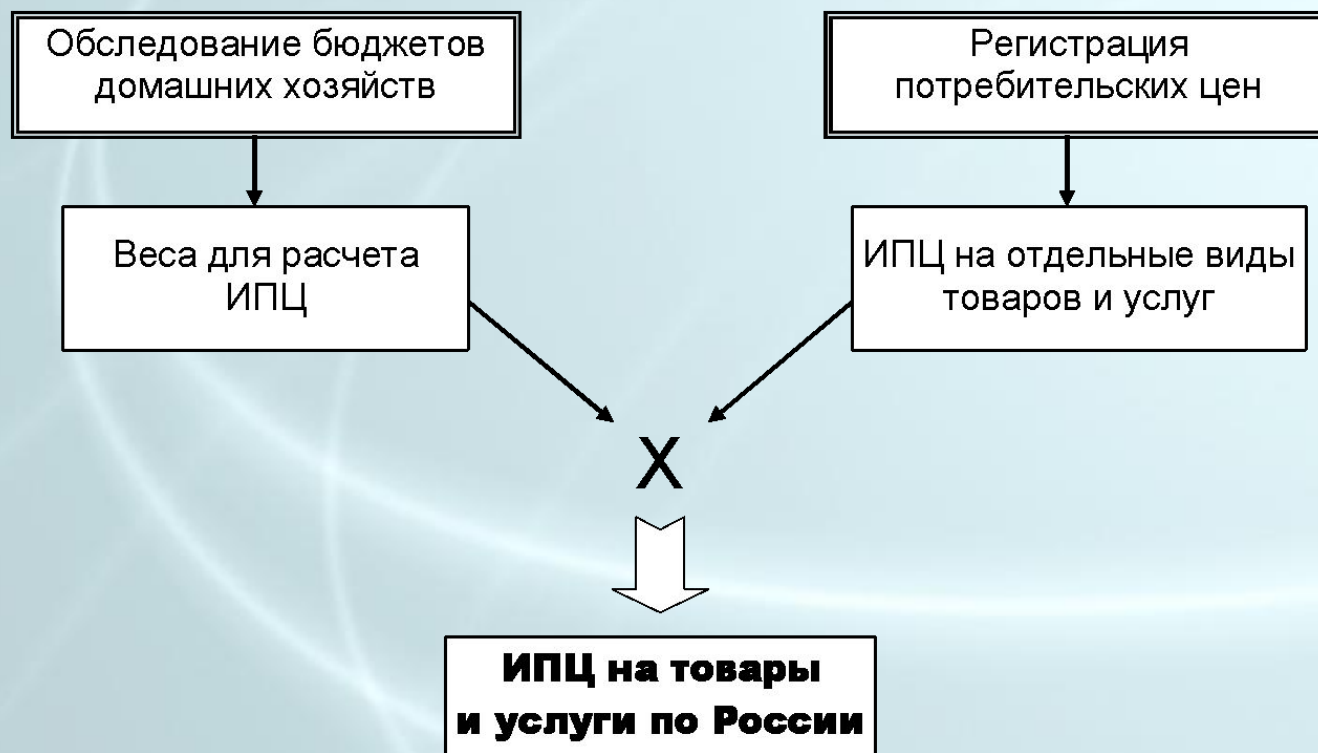 Обследование бюджетов
домашних хозяйств
Регистрация
потребительских цен
Веса для расчета
ИПЦ
ИПЦ на отдельные виды
товаров и услуг
X
ИПЦ на товары
и услуги по России